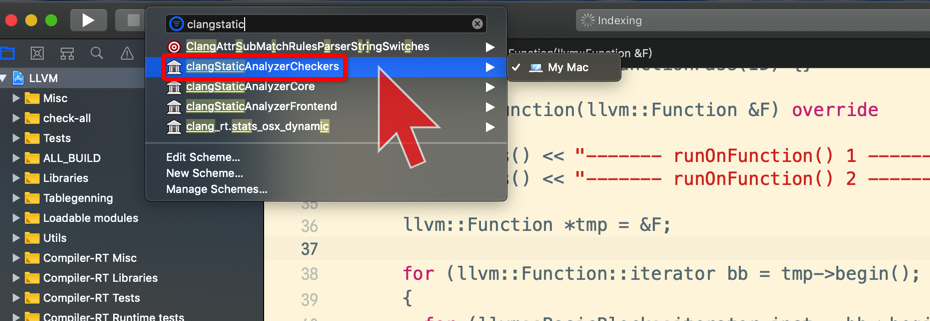 clangstatic
Indexing
ClangAttrSubMatchRulesParserStringSwitches
Function(llvm::Function &F)
clangStaticAnalyzerCheckers
My Mac
clangStaticAnalyzerCore
clangStaticAnalyzerFrontend
clang_rt.stats_osx_dynamic
Edit Scheme...
New Scheme...
Manage Schemes...
LLVM
Misc
check-all
Tests
ALL_BUILD
Libraries
Tablegenning
Loadable modules
Utils
Compiler-RT Misc
Compiler-RT Libraries
Compiler-RT Tests
Compiler-RT Runtime tests
unction(llvm::Function &F) override
() << "------- runOnFunction() 1 ------
() << "------- runOnFunction() 2 ------
35
36 llvm::Function *tmp = &F;
37
38 for (llvm::Function::iterator bb = tmp->begin();
39 {